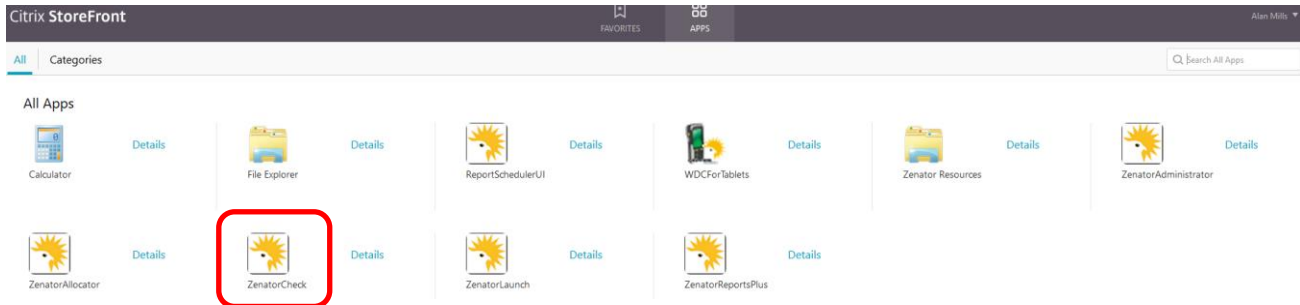 Citrix StoreFront
FAVORITES
APPS
Alan Mills
All
Categories
Search All Apps
All Apps
Details
Details
Details
Details
Details
Details
Calculator
File Explorer
ReportSchedulerUI
WDCForTablets
Zenator Resources
ZenatorAdministrator
Details
Details
Details
Details
ZenatorAllocator
ZenatorCheck
ZenatorLaunch
ZenatorReportsPlus